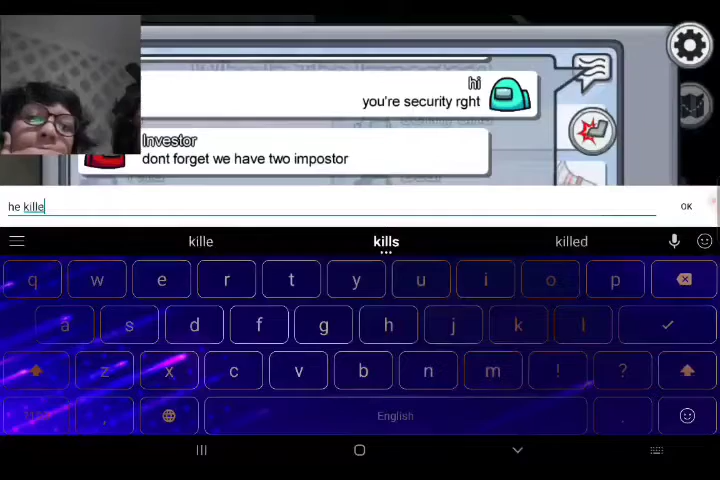 hi
you're security rght
Investor
dont forget we have two impostor
he kille
OK
kille kills killed
q w e r t y u i o p
a s d f g h j k l
z x c v b n m ! ?
, English .